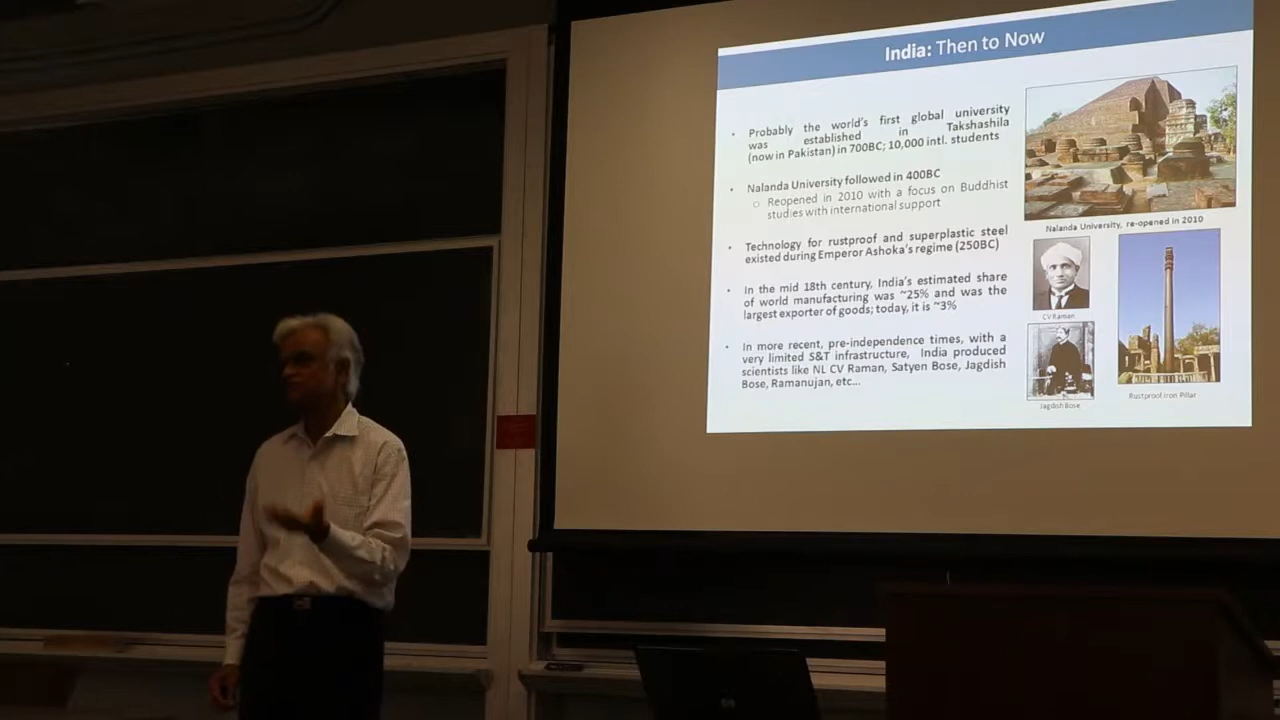 India: Then to Now
Probably the world's first global university
was established in Takshashila
(now in Pakistan) in 700BC; 10,000 intl. students
Nalanda University followed in 400BC
Reopened in 2010 with a focus on Buddhist
studies with international support
Technology for rustproof and superplastic steel
existed during Emperor Ashoka's regime (250BC)
In the mid 18th century, India's estimated share
of world manufacturing was ~25% and was the
largest exporter of goods; today, it is ~3%
In more recent, pre-independence times, with a
very limited S&T infrastructure, India produced
scientists like NL CV Raman, Satyen Bose, Jagdish
Bose, Ramanujan, etc...
Nalanda University, re-opened in 2010
CV Raman
Jagdish Bose
Rustproof Iron Pillar